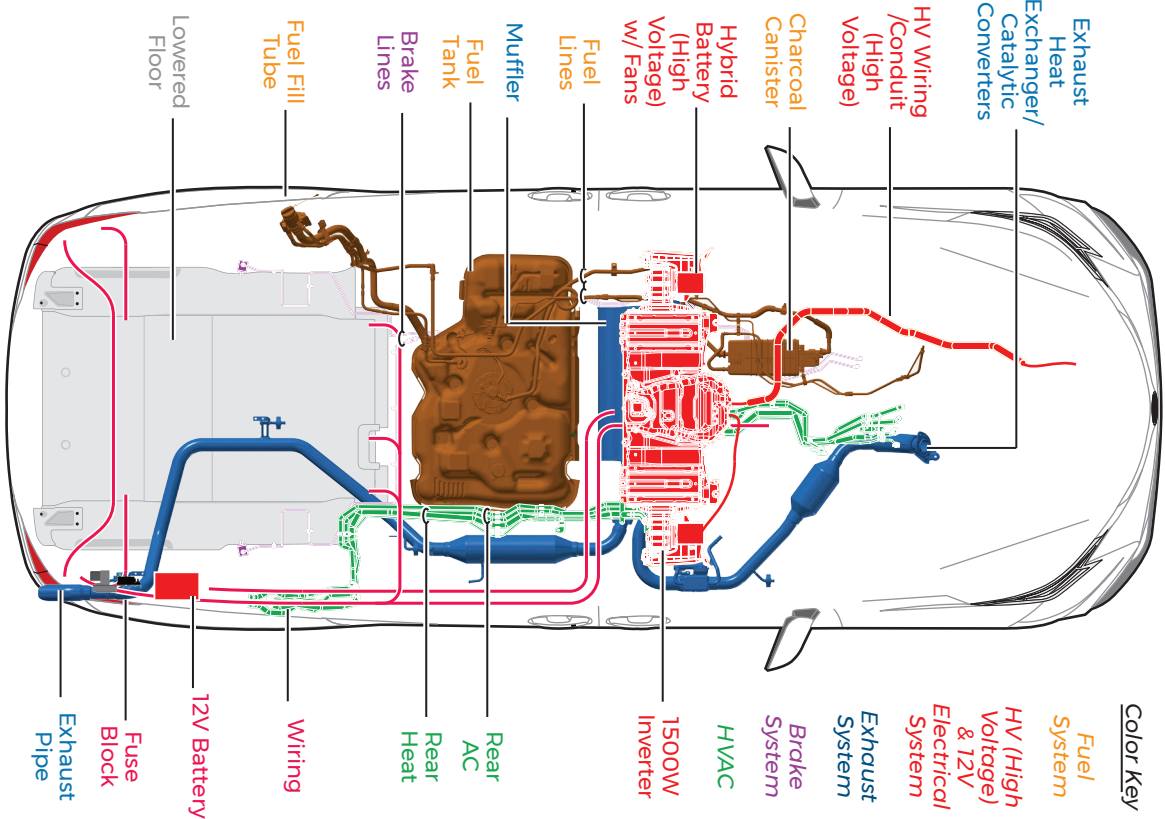 Exhaust
Heat
Exchanger/
Catalytic
Converters
HV Wiring
/Conduit
(High
Voltage)
Charcoal
Canister
Hybrid
Battery
(High
Voltage)
w/ Fans
Fuel
Lines
Muffler
Fuel
Tank
Brake
Lines
Fuel Fill
Tube
Lowered
Floor
Color Key
Fuel
System
HV (High
Voltage)
& 12V
Electrical
System
Exhaust
System
Brake
System
HVAC
1500W
Inverter
Rear
AC
Rear
Heat
Wiring
12V Battery
Fuse
Block
Exhaust
Pipe